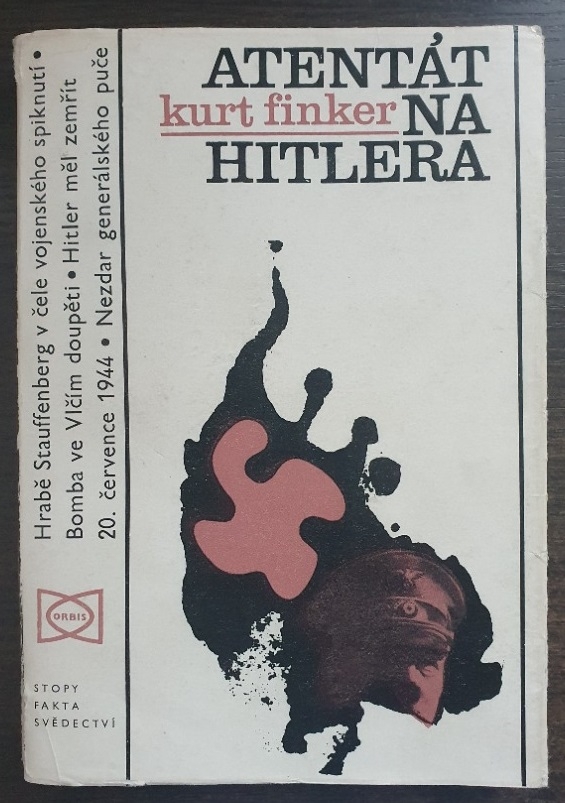 ATENTÁT
kurt finker NA
HITLERA
Hrabě Stauffenberg v čele vojenského spiknutí •
Bomba ve Vlčím doupěti • Hitler měl zemřít
20. července 1944 • Nezdar generálského puče
ORBIS
STOPY
FAKTA
SVĚDECTVÍ